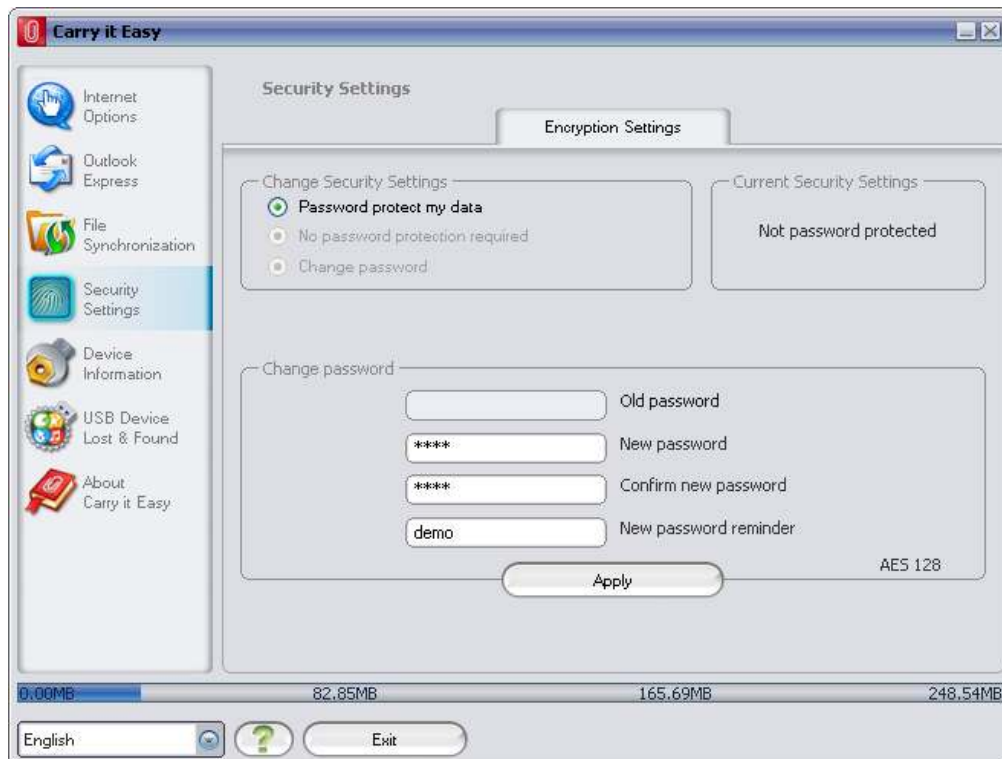 Carry it Easy
Internet
Options
Outlook
Express
File
Synchronization
Security
Settings
Device
Information
USB Device
Lost & Found
About
Carry it Easy
Security Settings
Encryption Settings
Change Security Settings
Password protect my data
No password protection required
Change password
Current Security Settings
Not password protected
Change password
Old password
**** New password
**** Confirm new password
demo New password reminder
AES 128
Apply
0.00MB 82.85MB 165.69MB 248.54MB
English ? Exit